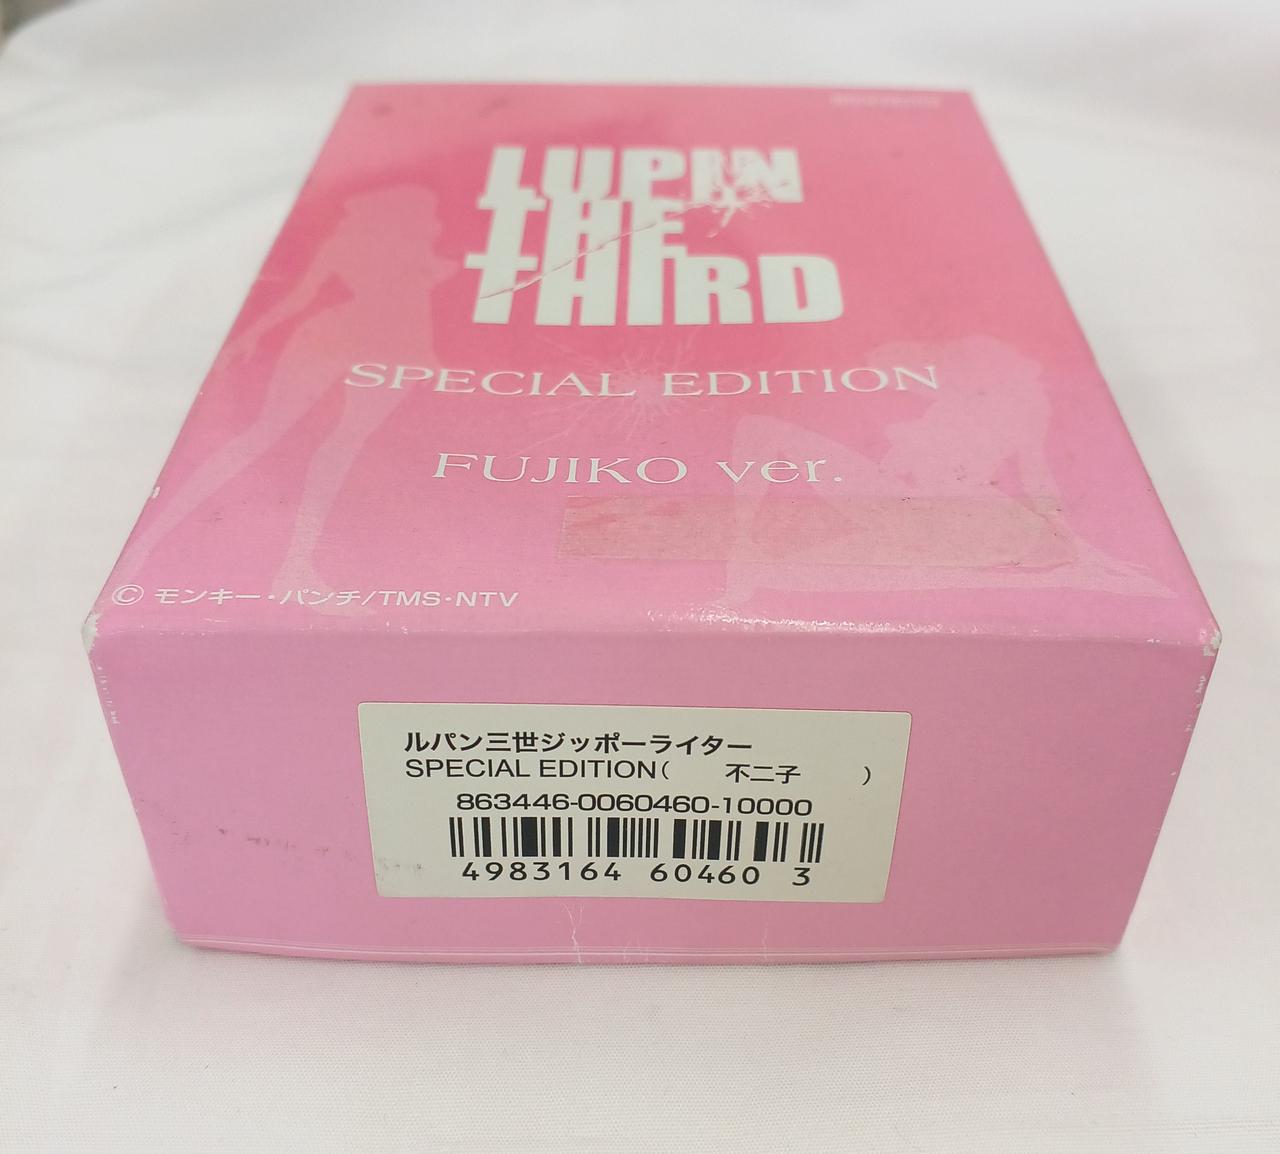 LUPIN
THE
THIRD
SPECIAL EDITION
FUJIKO ver.
© モンキー・パンチ/TMS・NTV
ルパン三世ジッポーライター
SPECIAL EDITION( 不二子 )
863446-0060460-10000
4983164 60460 3